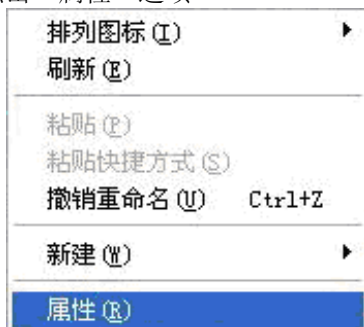 排列图标(I)
刷新(E)
粘贴(P)
粘贴快捷方式(S)
撤销重命名(U) Ctrl+Z
新建(W)
属性(R)